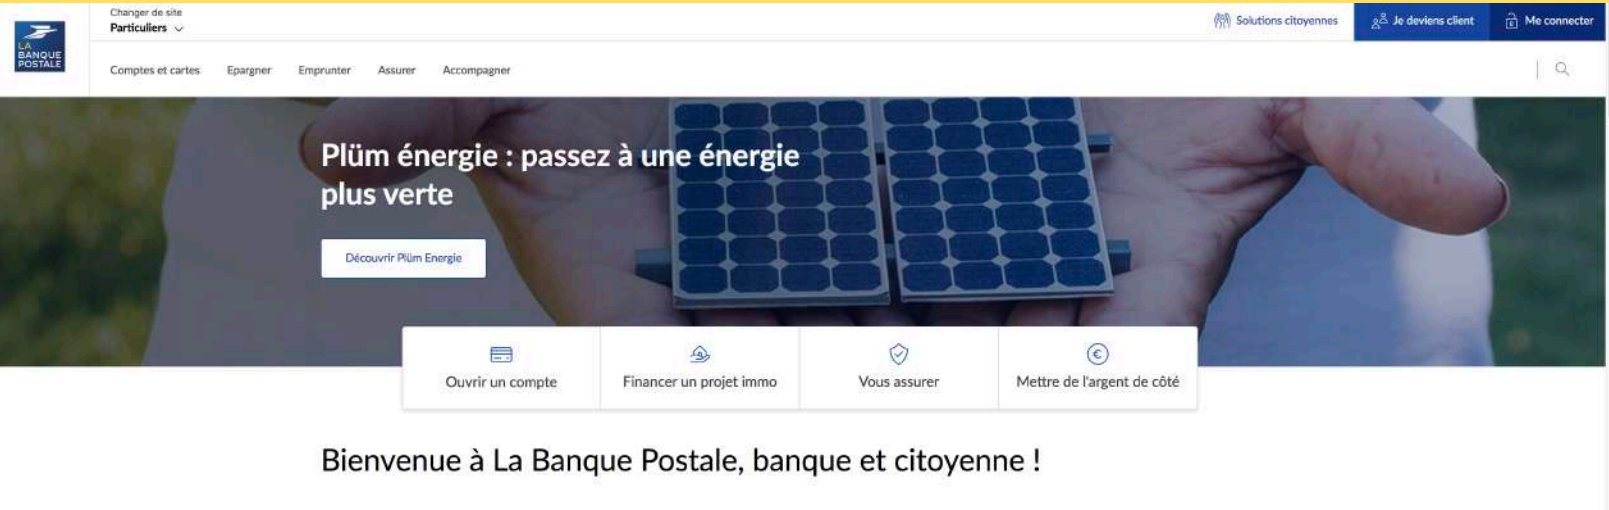 Changer de site
Particuliers
Solutions citoyennes
Je deviens client
Me connecter
LA
BANQUE
POSTALE
Comptes et cartes
Epargner
Emprunter
Assurer
Accompagner
Plüm énergie : passez à une énergie
plus verte
Découvrir Plüm Energie
Ouvrir un compte
Financer un projet immo
Vous assurer
€
Mettre de l'argent de côté
Bienvenue à La Banque Postale, banque et citoyenne !